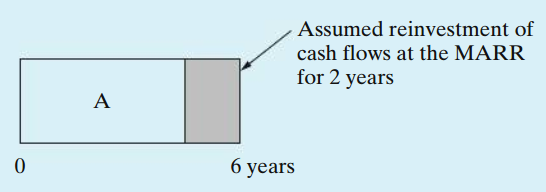 Assumed reinvestment of
cash flows at the MARR
for 2 years
A
0
6 years